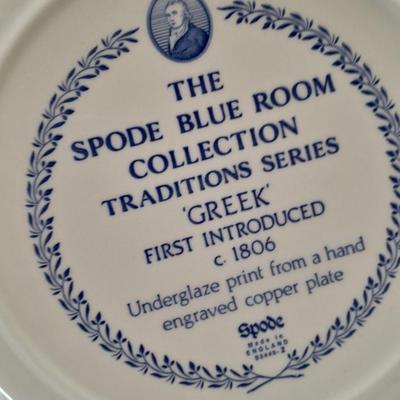 THE
SPODE BLUE ROOM
COLLECTION
TRADITIONS SERIES
'GREEK'
FIRST INTRODUCED
c. 1806
Underglaze print from a hand
engraved copper plate
Spode
Made in
ENGLAND